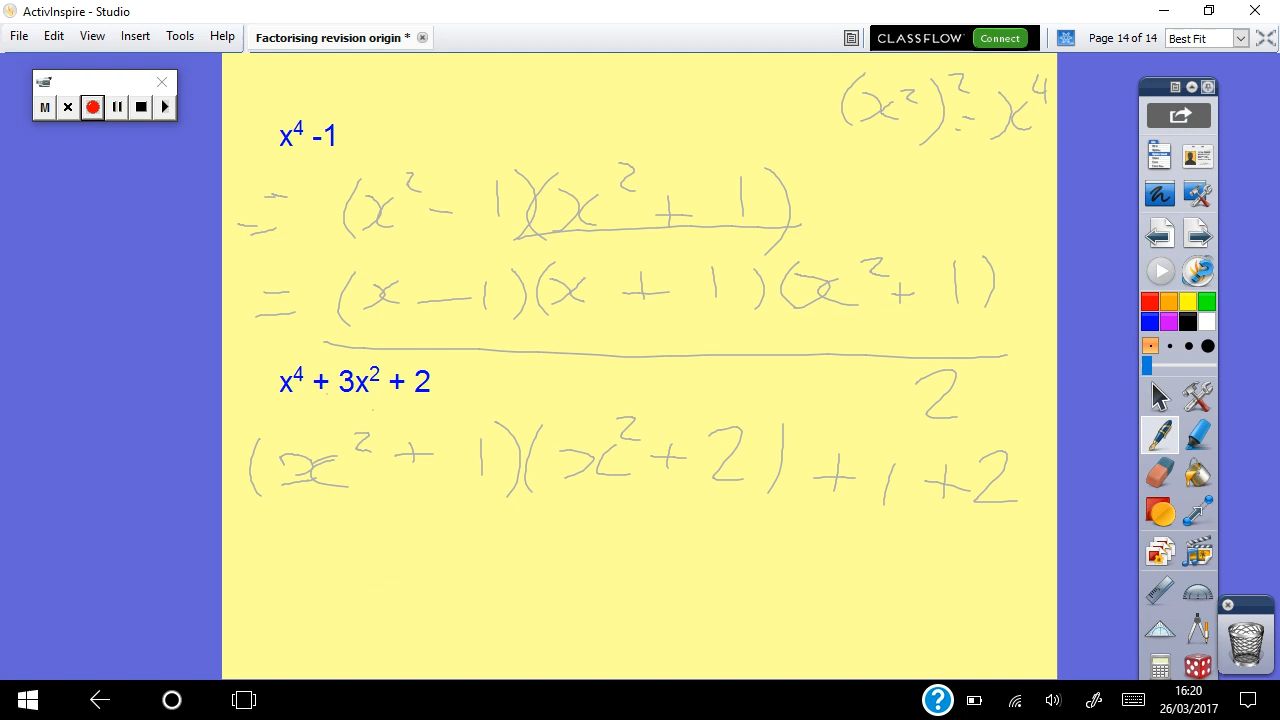 ActivInspire - Studio
File Edit View Insert Tools Help
Factorising revision origin *
CLASSFLOW Connect
Page 14 of 14
Best Fit
M
(x²)² = x⁴
x⁴ -1
= (x² - 1)(x² + 1)
= (x - 1)(x + 1)(x² + 1)
x⁴ + 3x² + 2
2
(x² + 1)(x² + 2) + 1 + 2
?
16:20
26/03/2017